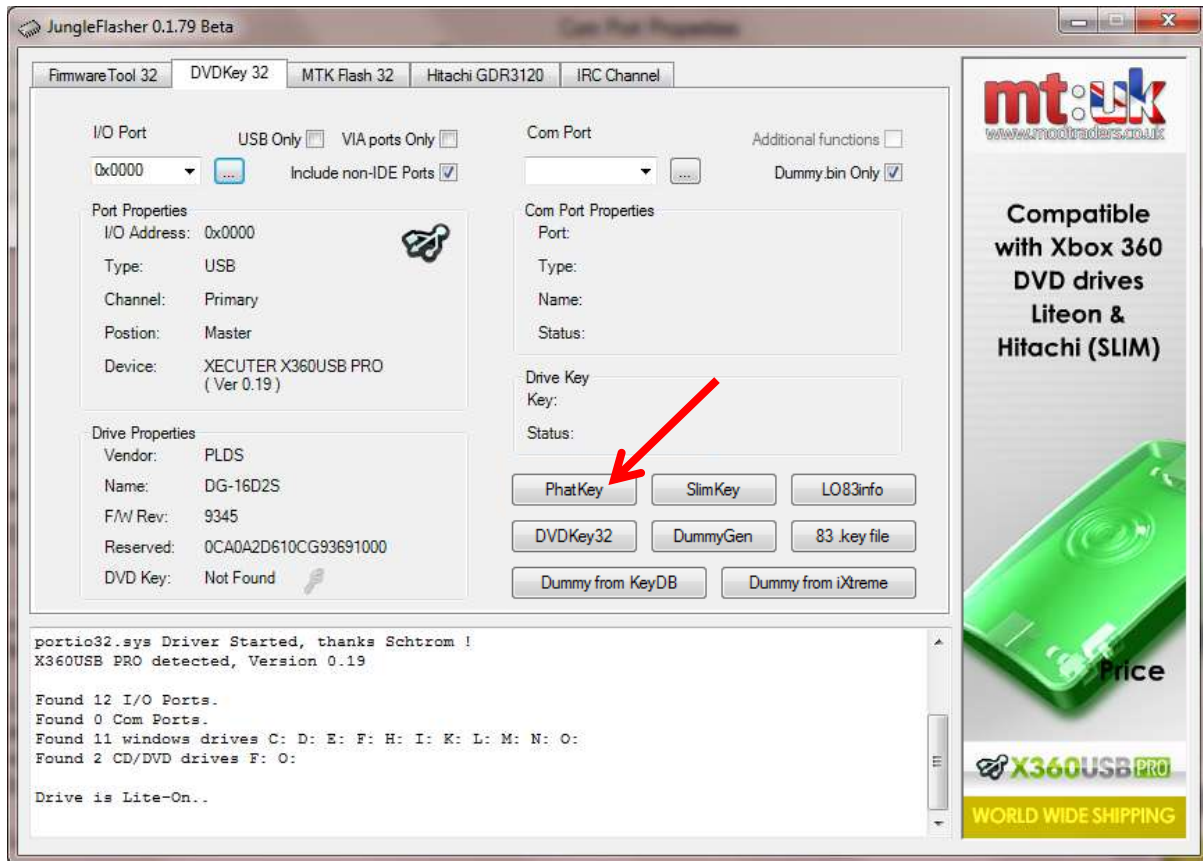 JungleFlasher 0.1.79 Beta
Com Port Properties
FirmwareTool 32
DVDKey 32
MTK Flash 32
Hitachi GDR3120
IRC Channel
I/O Port
USB Only
VIA ports Only
0x0000
...
Include non-IDE Ports
Com Port
Additional functions
...
Dummy.bin Only
Port Properties
I/O Address: 0x0000
Type: USB
Channel: Primary
Postion: Master
Device: XECUTER X360USB PRO
( Ver 0.19 )
Com Port Properties
Port:
Type:
Name:
Status:
Drive Key
Key:
Status:
Drive Properties
Vendor: PLDS
Name: DG-16D2S
F/W Rev: 9345
Reserved: 0CA0A2D610CG93691000
DVD Key: Not Found
PhatKey
SlimKey
LO83info
DVDKey32
DummyGen
83 .key file
Dummy from KeyDB
Dummy from iXtreme
portio32.sys Driver Started, thanks Schtrom !
X360USB PRO detected, Version 0.19
Found 12 I/O Ports.
Found 0 Com Ports.
Found 11 windows drives C: D: E: F: H: I: K: L: M: N: O:
Found 2 CD/DVD drives F: O:
Drive is Lite-On..
mt:uk
www.modtraders.co.uk
Compatible
with Xbox 360
DVD drives
Liteon &
Hitachi (SLIM)
Price
X360USB PRO
WORLD WIDE SHIPPING